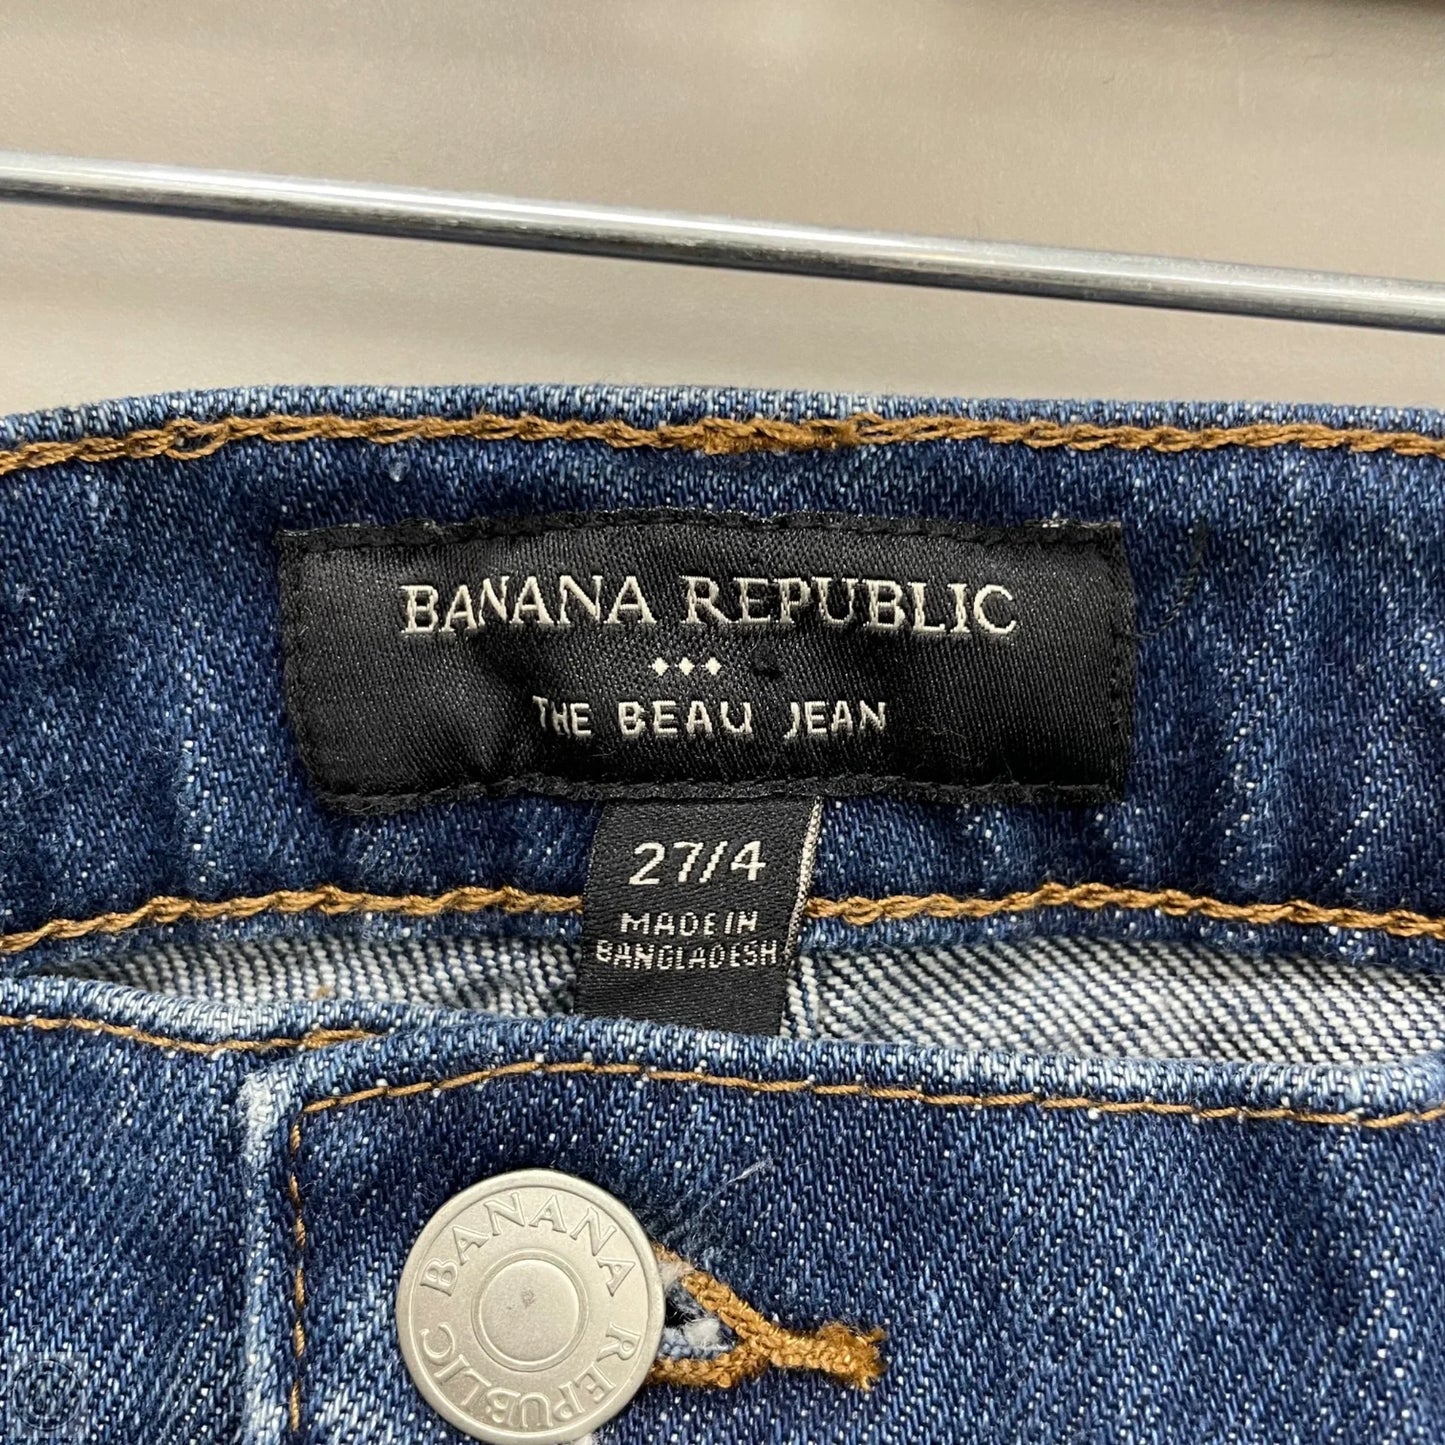 BANANA REPUBLIC
THE BEAU JEAN
27/4
MADE IN
BANGLADESH
BANANA REPUBLIC